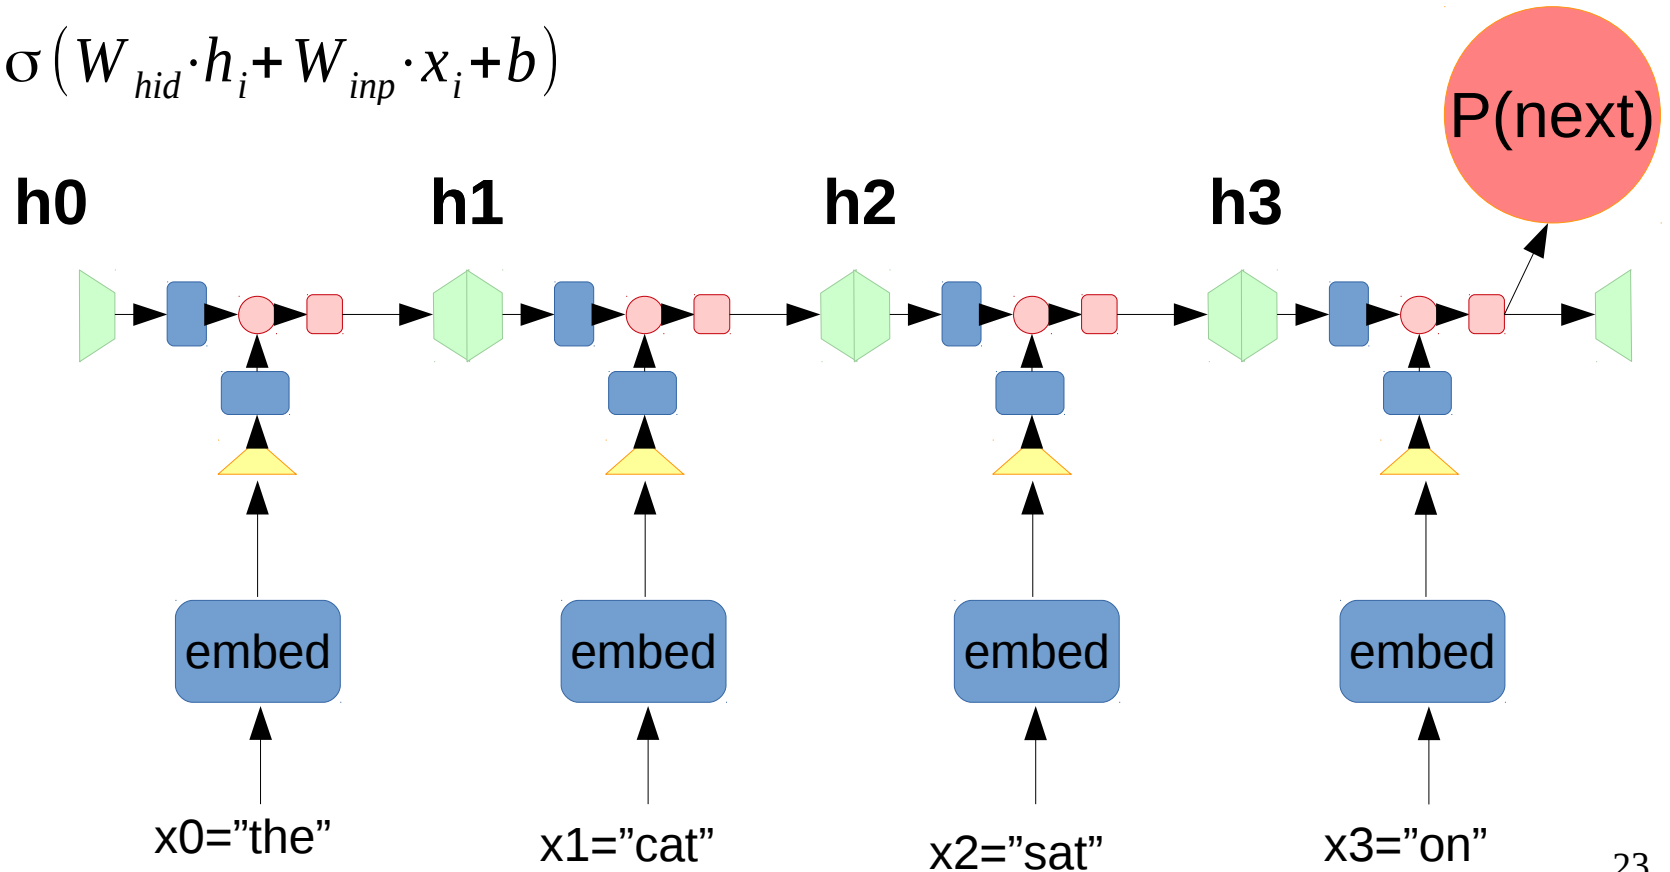 σ(W_hid·h_i+W_inp·x_i+b)
P(next)
h0 h1 h2 h3
embed embed embed embed
x0=”the” x1=”cat” x2=”sat” x3=”on”
23